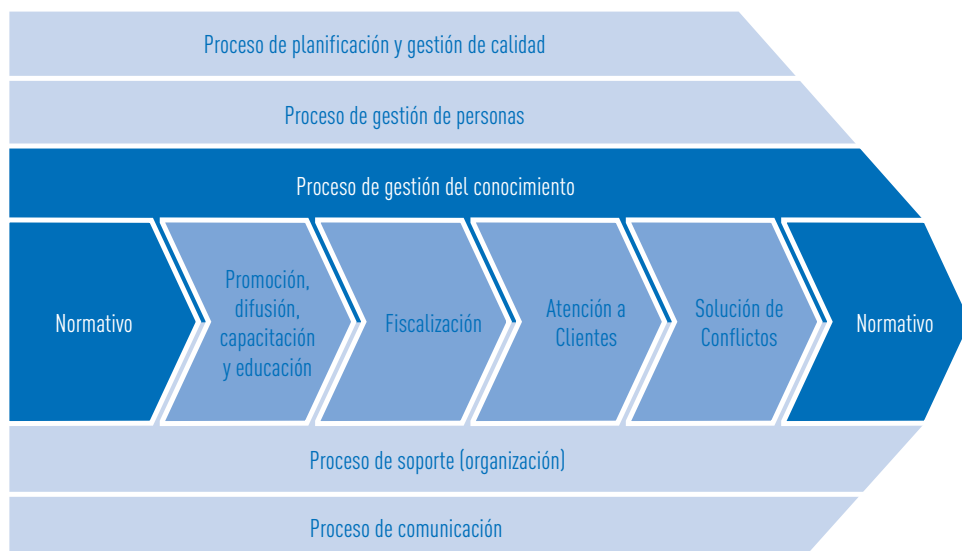 Proceso de planificación y gestión de calidad
Proceso de gestión de personas
Proceso de gestión del conocimiento
Normativo
Promoción,
difusión,
capacitación
y educación
Fiscalización
Atención a
Clientes
Solución de
Conflictos
Normativo
Proceso de soporte (organización)
Proceso de comunicación